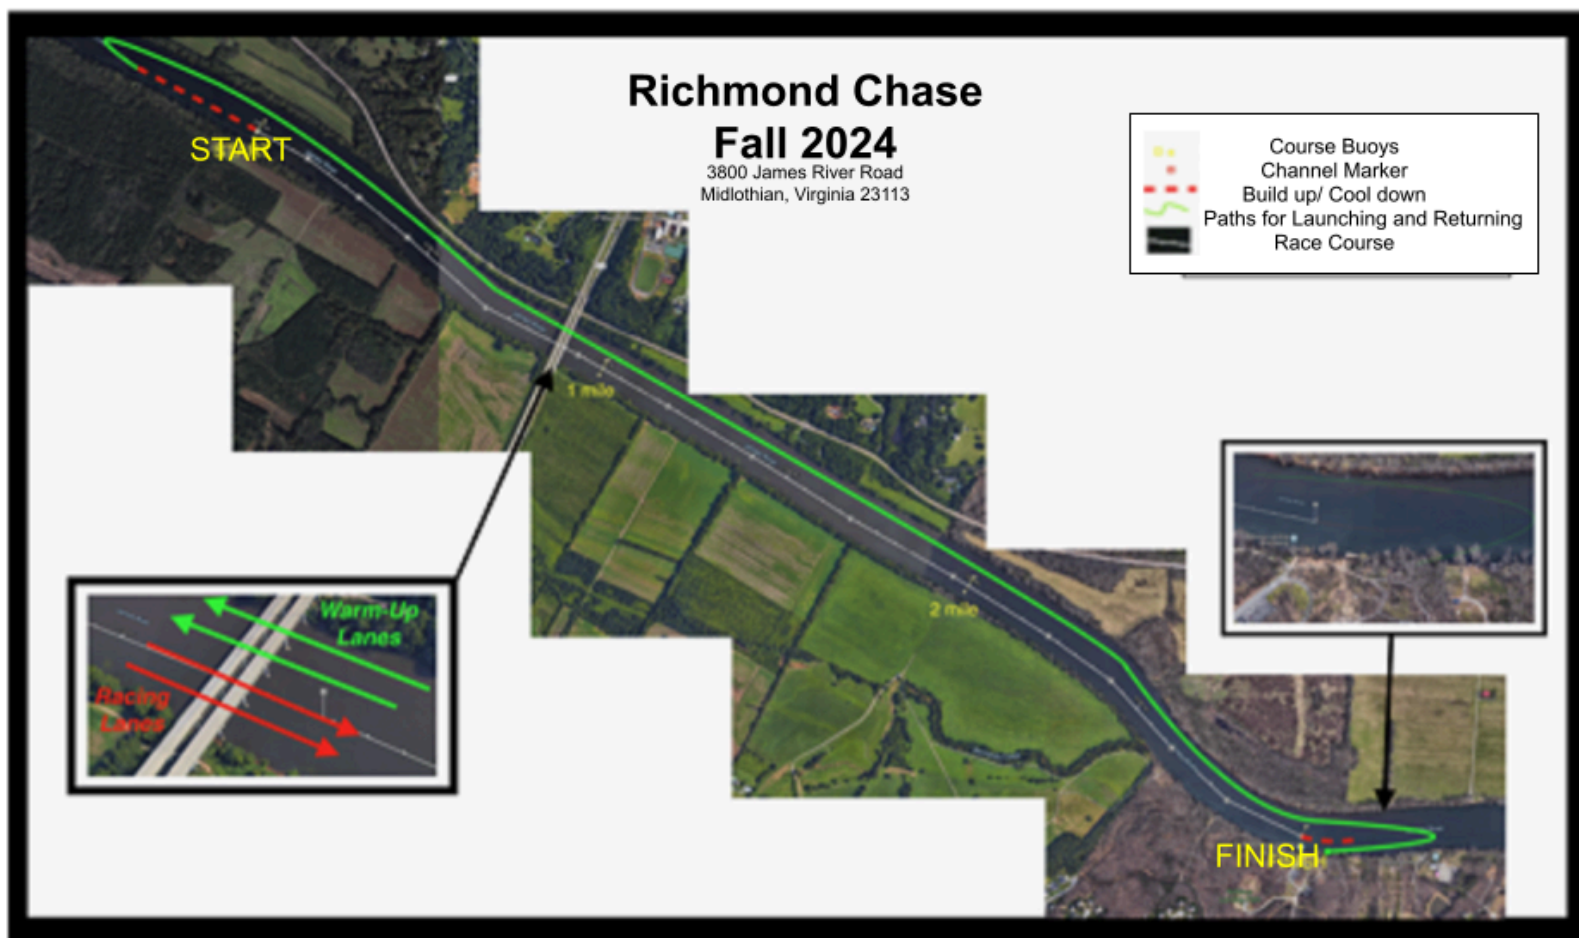 Richmond Chase
Fall 2024
3800 James River Road
Midlothian, Virginia 23113
Course Buoys
Channel Marker
Build up/ Cool down
Paths for Launching and Returning
Race Course
START
1 mile
2 mile
Warm-Up
Lanes
Racing
Lanes
FINISH